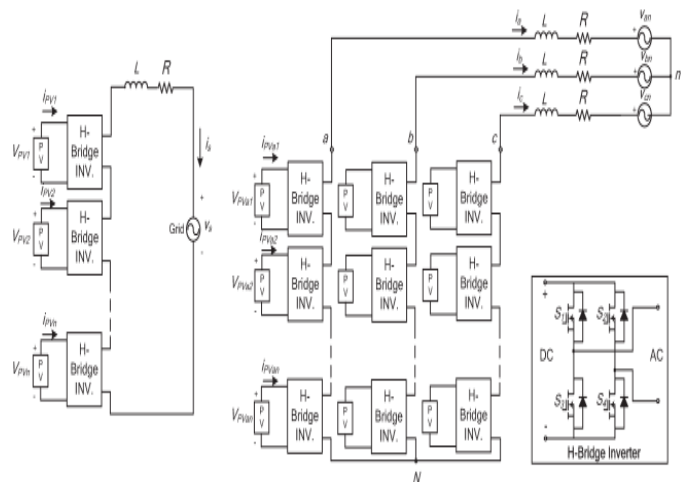 L R
i_PV1
V_PV1
+
-
P V
H-
Bridge
INV.
i_s
+
-
Grid
v_s
i_PV2
V_PV2
+
-
P V
H-
Bridge
INV.
i_PVn
V_PVn
+
-
P V
H-
Bridge
INV.
i_a L R + v_an
i_b L R + v_bn
i_c L R + v_cn
n
a b c
i_PVa1
V_PVa1
+
-
P V
H-
Bridge
INV.
P V
H-
Bridge
INV.
P V
H-
Bridge
INV.
i_PVa2
V_PVa2
+
-
P V
H-
Bridge
INV.
P V
H-
Bridge
INV.
P V
H-
Bridge
INV.
i_PVan
V_PVan
+
-
P V
H-
Bridge
INV.
P V
H-
Bridge
INV.
P V
H-
Bridge
INV.
N
+
-
DC
AC
H-Bridge Inverter